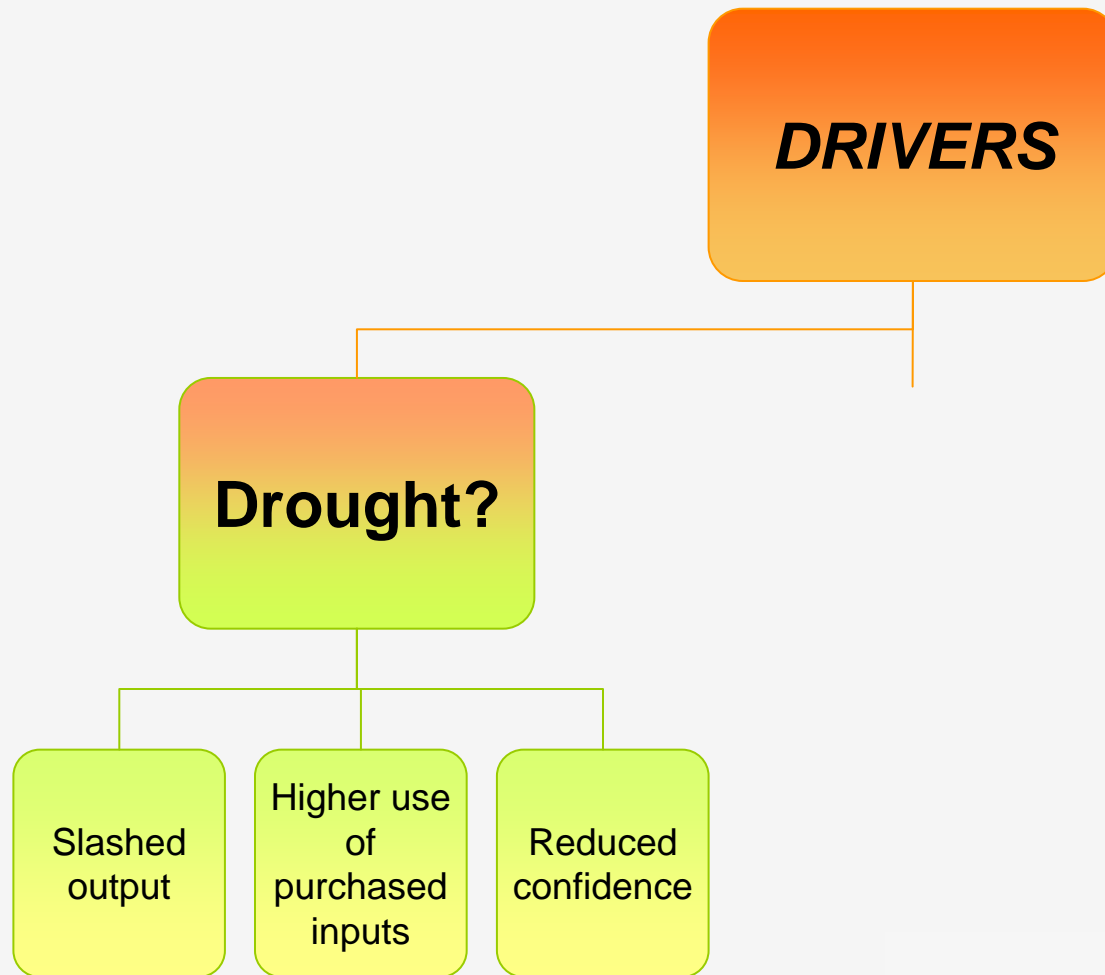 DRIVERS
Drought?
Slashed
output
Higher use
of
purchased
inputs
Reduced
confidence